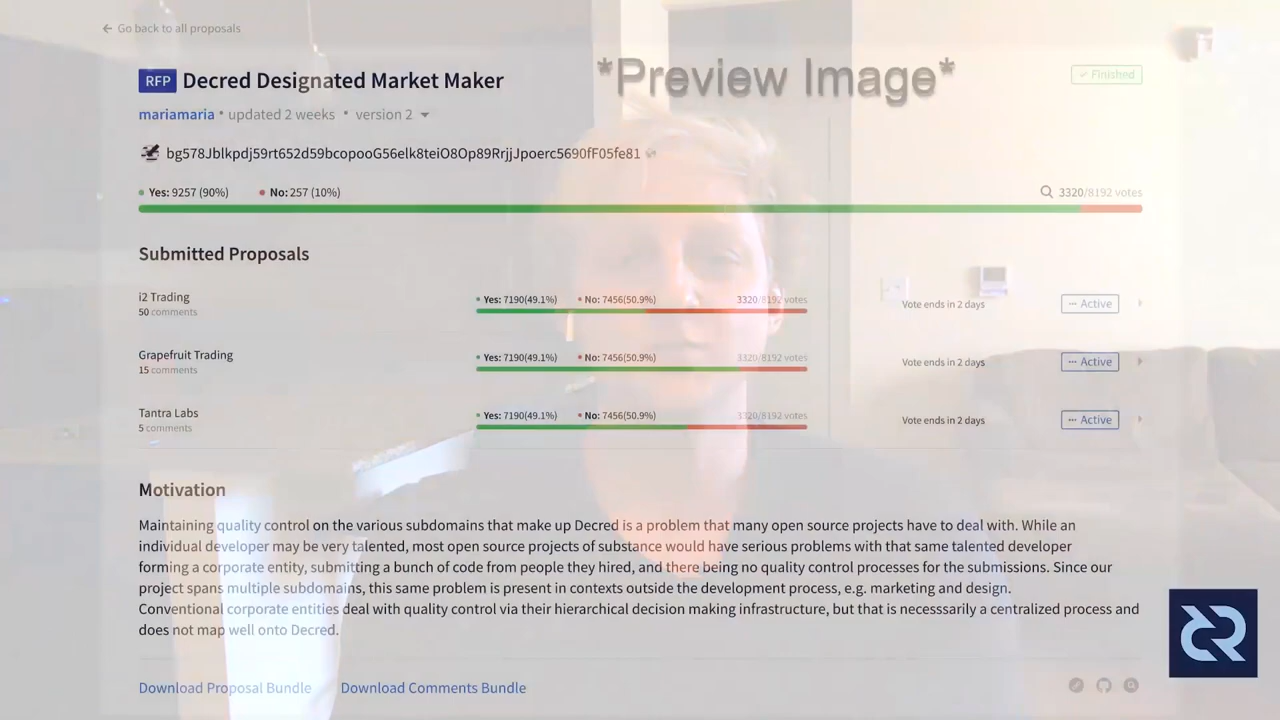 Go back to all proposals
*Preview Image*
RFP Decred Designated Market Maker
✓ Finished
mariamaria • updated 2 weeks • version 2
bg578Jblkpdj59rt652d59bcopooG56elk8teiO8Op89RrjjJpoerc5690fF05fe81
Yes: 9257 (90%) No: 257 (10%) 3320/8192 votes
Submitted Proposals
i2 Trading
50 comments
Yes: 7190(49.1%) No: 7456(50.9%) 3320/8192 votes
Vote ends in 2 days
Active
Grapefruit Trading
15 comments
Yes: 7190(49.1%) No: 7456(50.9%) 3320/8192 votes
Vote ends in 2 days
Active
Tantra Labs
5 comments
Yes: 7190(49.1%) No: 7456(50.9%) 3320/8192 votes
Vote ends in 2 days
Active
Motivation
Maintaining quality control on the various subdomains that make up Decred is a problem that many open source projects have to deal with. While an
individual developer may be very talented, most open source projects of substance would have serious problems with that same talented developer
forming a corporate entity, submitting a bunch of code from people they hired, and there being no quality control processes for the submissions. Since our
project spans multiple subdomains, this same problem is present in contexts outside the development process, e.g. marketing and design.
Conventional corporate entities deal with quality control via their hierarchical decision making infrastructure, but that is necesssarily a centralized process and
does not map well onto Decred.
Download Proposal Bundle Download Comments Bundle